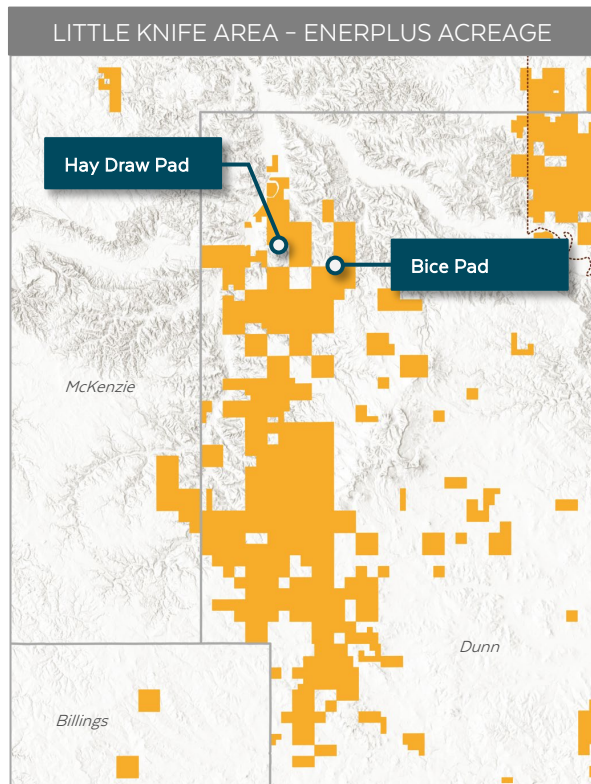 LITTLE KNIFE AREA – ENERPLUS ACREAGE
Hay Draw Pad
Bice Pad
McKenzie
Dunn
Billings